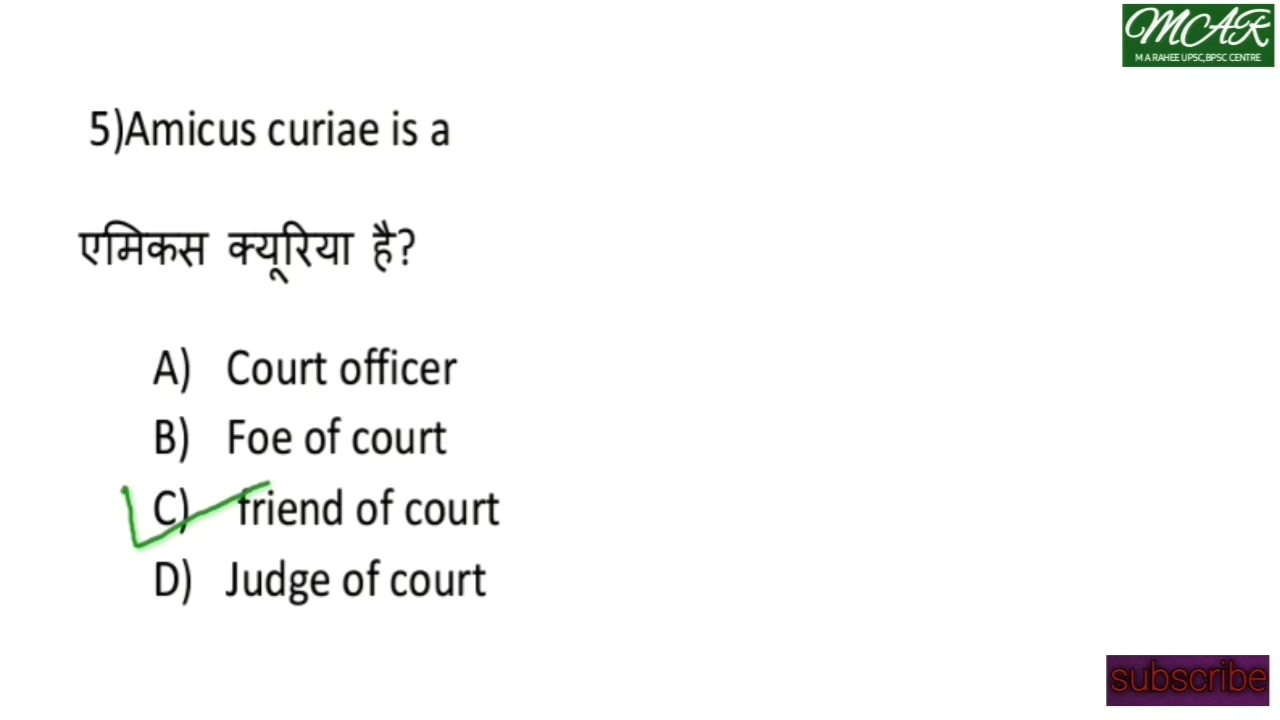 MCAR
M A RAHEE UPSC,BPSC CENTRE
5)Amicus curiae is a
एमिकस क्यूरिया है?
A) Court officer
B) Foe of court
C) friend of court
D) Judge of court
subscribe